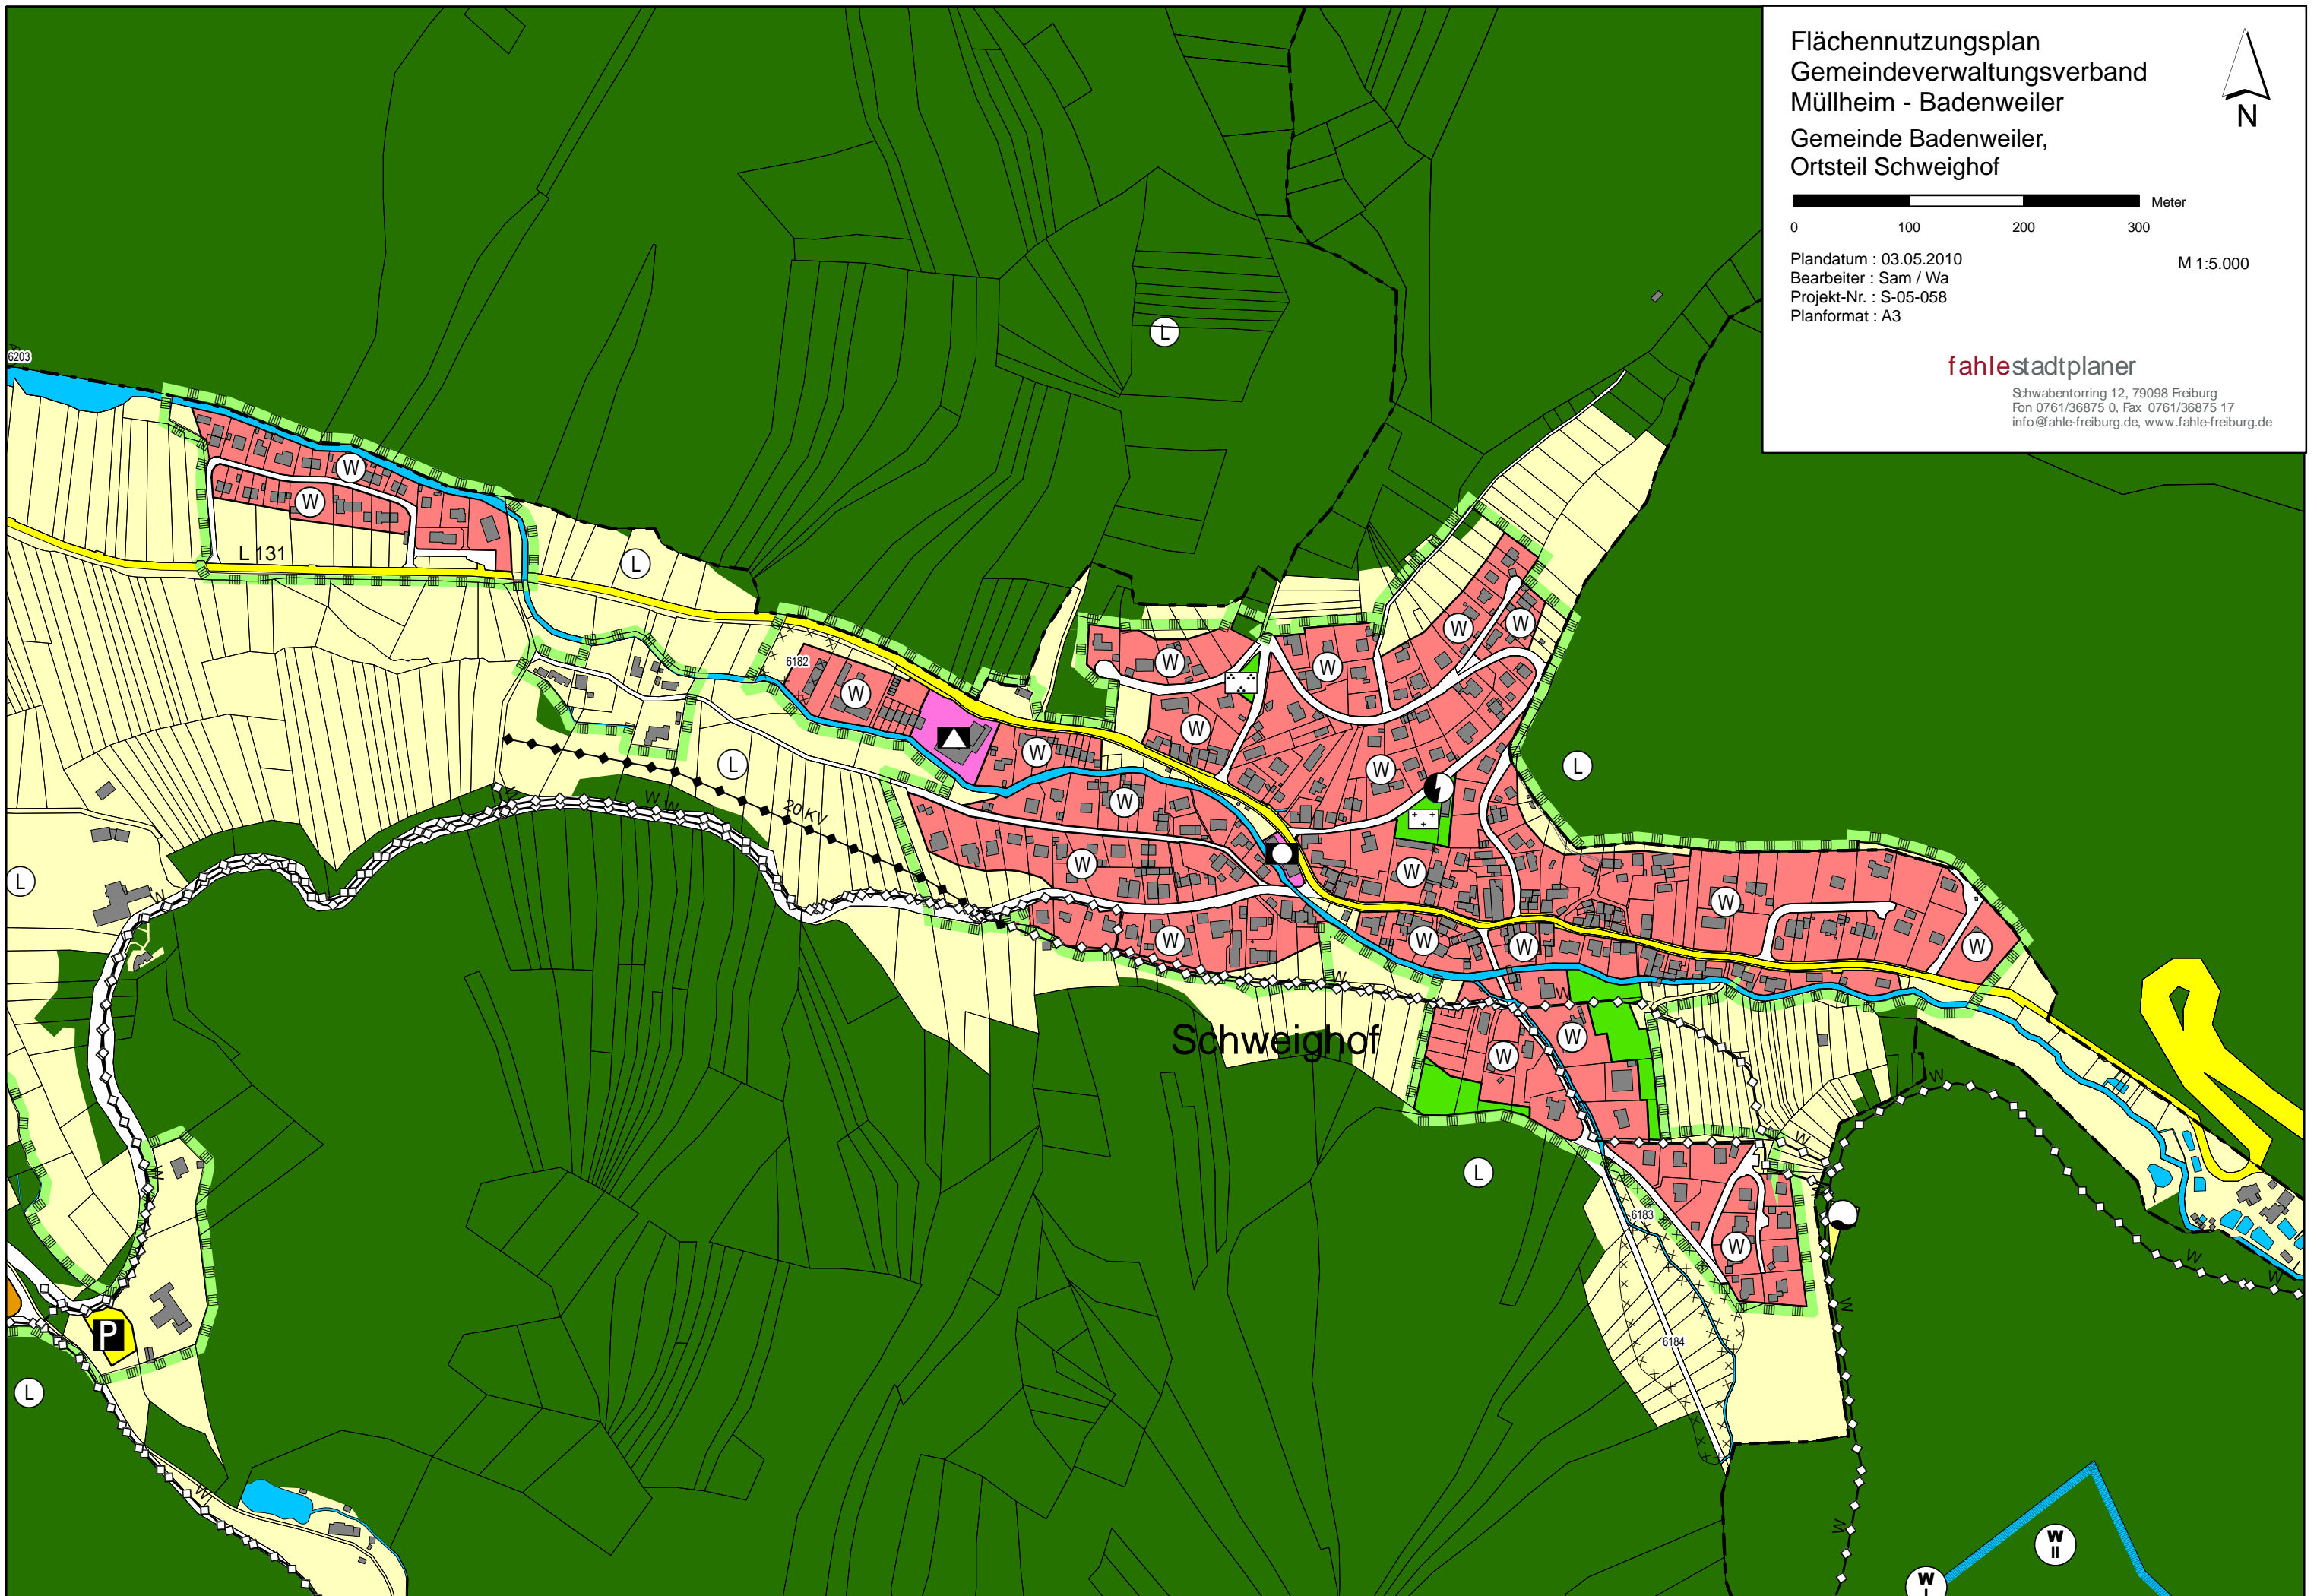 Flächennutzungsplan
Gemeindeverwaltungsverband
Müllheim - Badenweiler
Gemeinde Badenweiler,
Ortsteil Schweighof
N
Meter
0 100 200 300
Plandatum : 03.05.2010
M 1:5.000
Bearbeiter : Sam / Wa
Projekt-Nr. : S-05-058
Planformat : A3
fahlestadtplaner
Schwabentorring 12, 79098 Freiburg
Fon 0761/36875 0, Fax 0761/36875 17
info@fahle-freiburg.de, www.fahle-freiburg.de
L
6203
W
W
L 131
L
W
W
6182
W
W
W
W
W
W
L
L
W
W
W W
W
20 KV
W
L
W
W
W
W
W
W
W
W
W
W
W
Schweighof
W
W
W
W
W
L
W
6183
W
W
W
W
W
P
6184
L
W
W
W
II
W
I